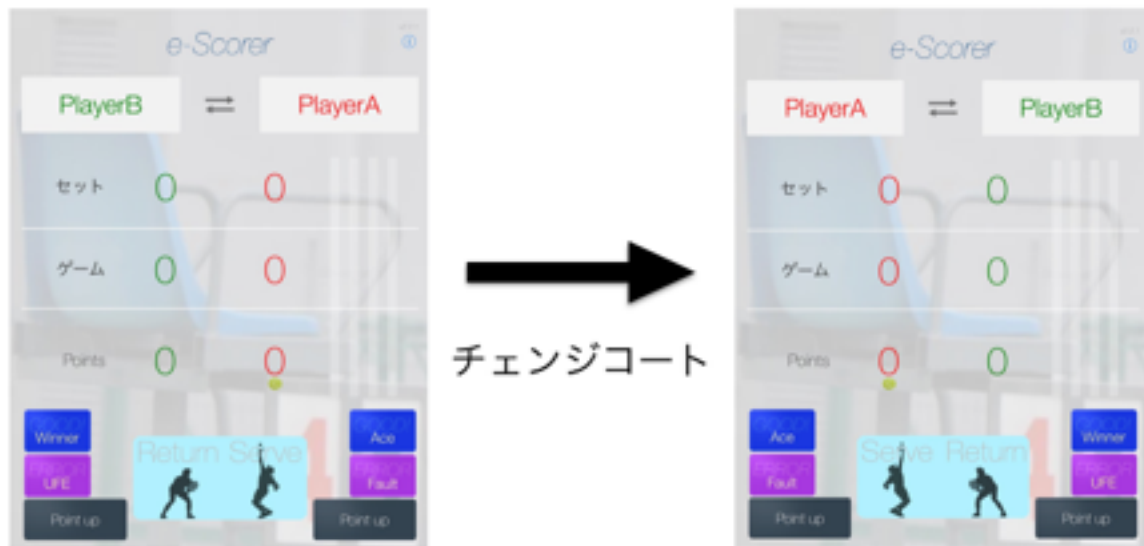 e-Scorer
PlayerB ⇄ PlayerA
セット 0 0
ゲーム 0 0
Points 0 0
Winner
Return Serve
Ace
UFE
Fault
Point up
Point up
チェンジコート
e-Scorer
PlayerA ⇄ PlayerB
セット 0 0
ゲーム 0 0
Points 0 0
Ace
Serve Return
Winner
Fault
UFE
Point up
Point up